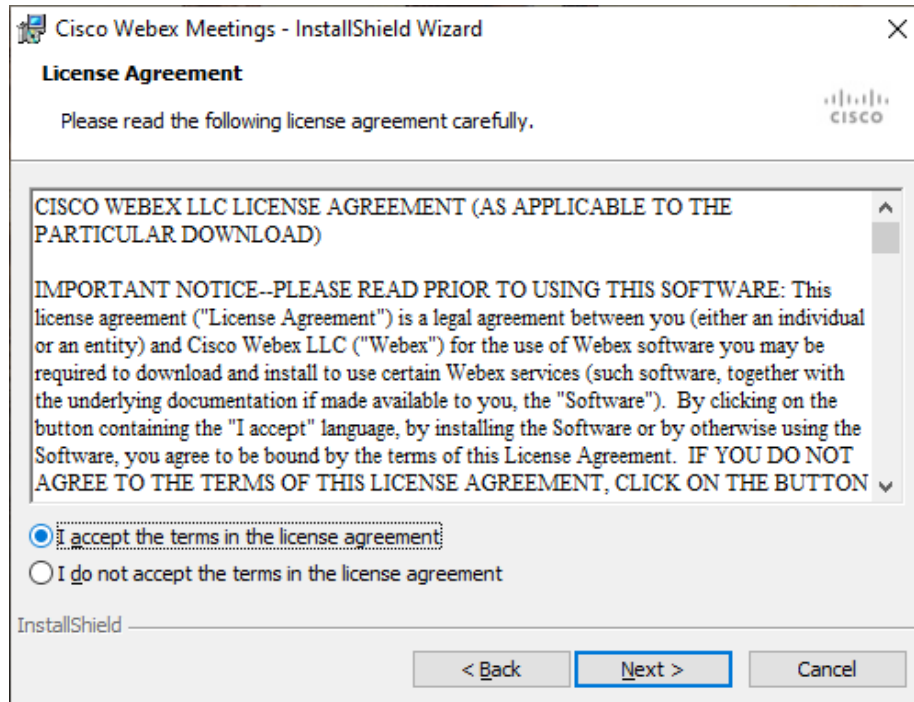 Cisco Webex Meetings - InstallShield Wizard
License Agreement
Please read the following license agreement carefully.
CISCO
CISCO WEBEX LLC LICENSE AGREEMENT (AS APPLICABLE TO THE
PARTICULAR DOWNLOAD)
IMPORTANT NOTICE--PLEASE READ PRIOR TO USING THIS SOFTWARE: This
license agreement ("License Agreement") is a legal agreement between you (either an individual
or an entity) and Cisco Webex LLC ("Webex") for the use of Webex software you may be
required to download and install to use certain Webex services (such software, together with
the underlying documentation if made available to you, the "Software").  By clicking on the
button containing the "I accept" language, by installing the Software or by otherwise using the
Software, you agree to be bound by the terms of this License Agreement.  IF YOU DO NOT
AGREE TO THE TERMS OF THIS LICENSE AGREEMENT, CLICK ON THE BUTTON
I accept the terms in the license agreement
I do not accept the terms in the license agreement
InstallShield
< Back
Next >
Cancel